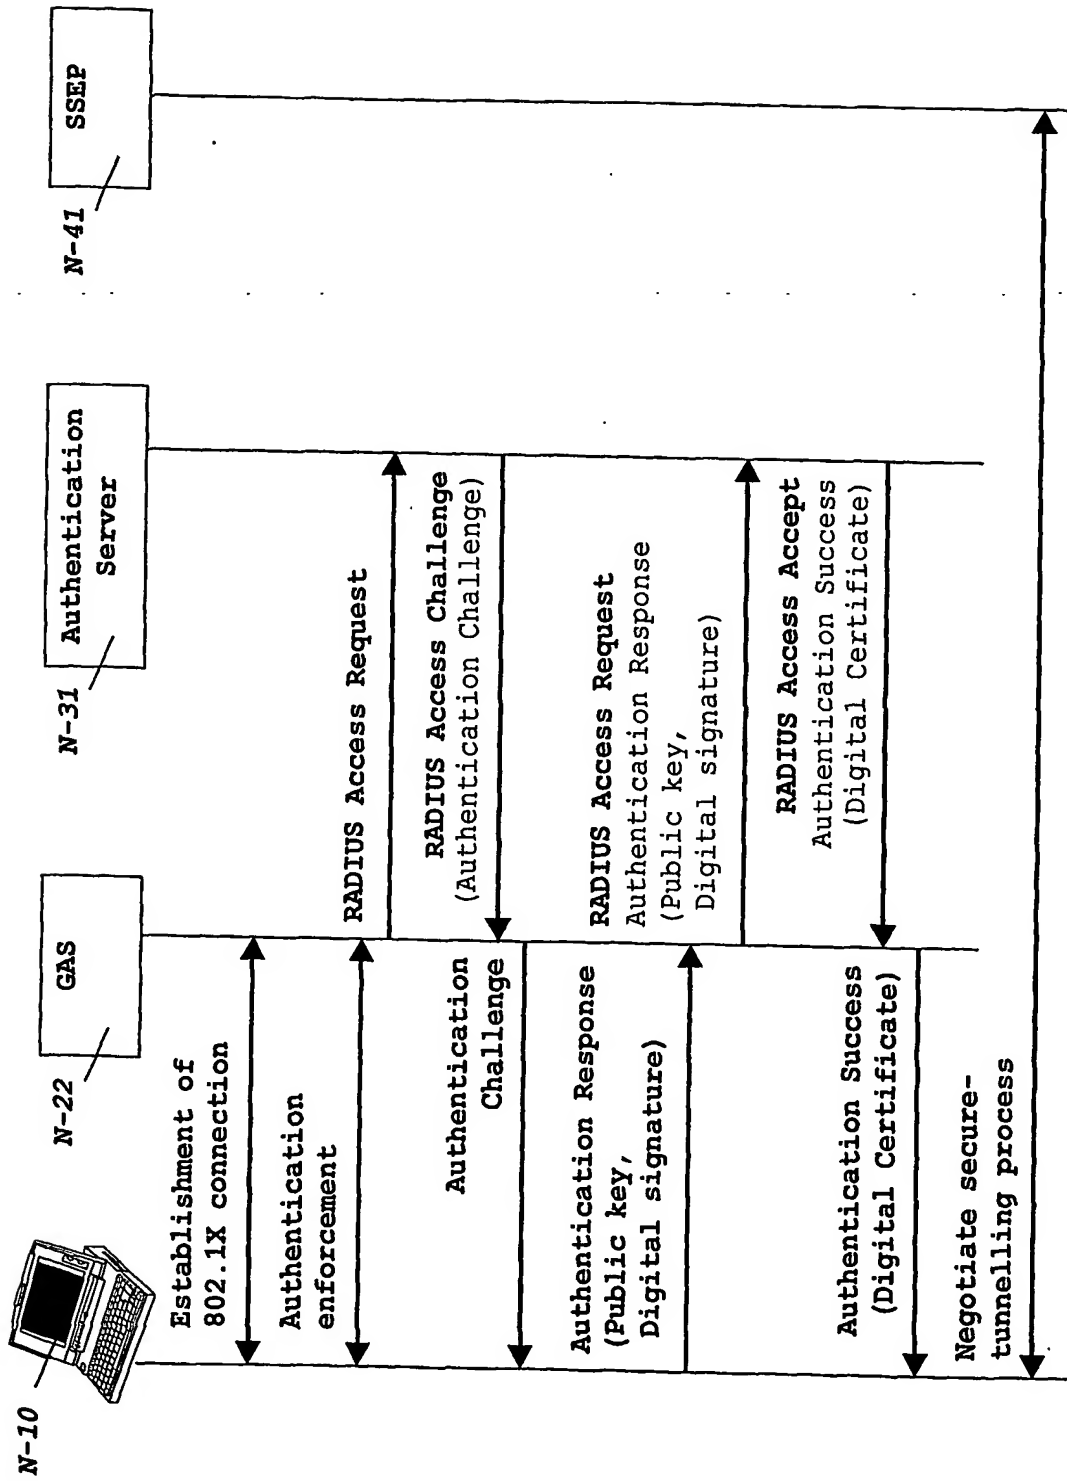 N-10
N-22
GAS
N-31
Authentication
Server
N-41
SSEP
Establishment of
802.1X connection
Authentication
enforcement
RADIUS Access Request
RADIUS Access Challenge
(Authentication Challenge)
Authentication
Challenge
Authentication Response
(Public key,
Digital signature)
RADIUS Access Request
Authentication Response
(Public key,
Digital signature)
RADIUS Access Accept
Authentication Success
(Digital Certificate)
Authentication Success
(Digital Certificate)
Negotiate secure-
tunnelling process